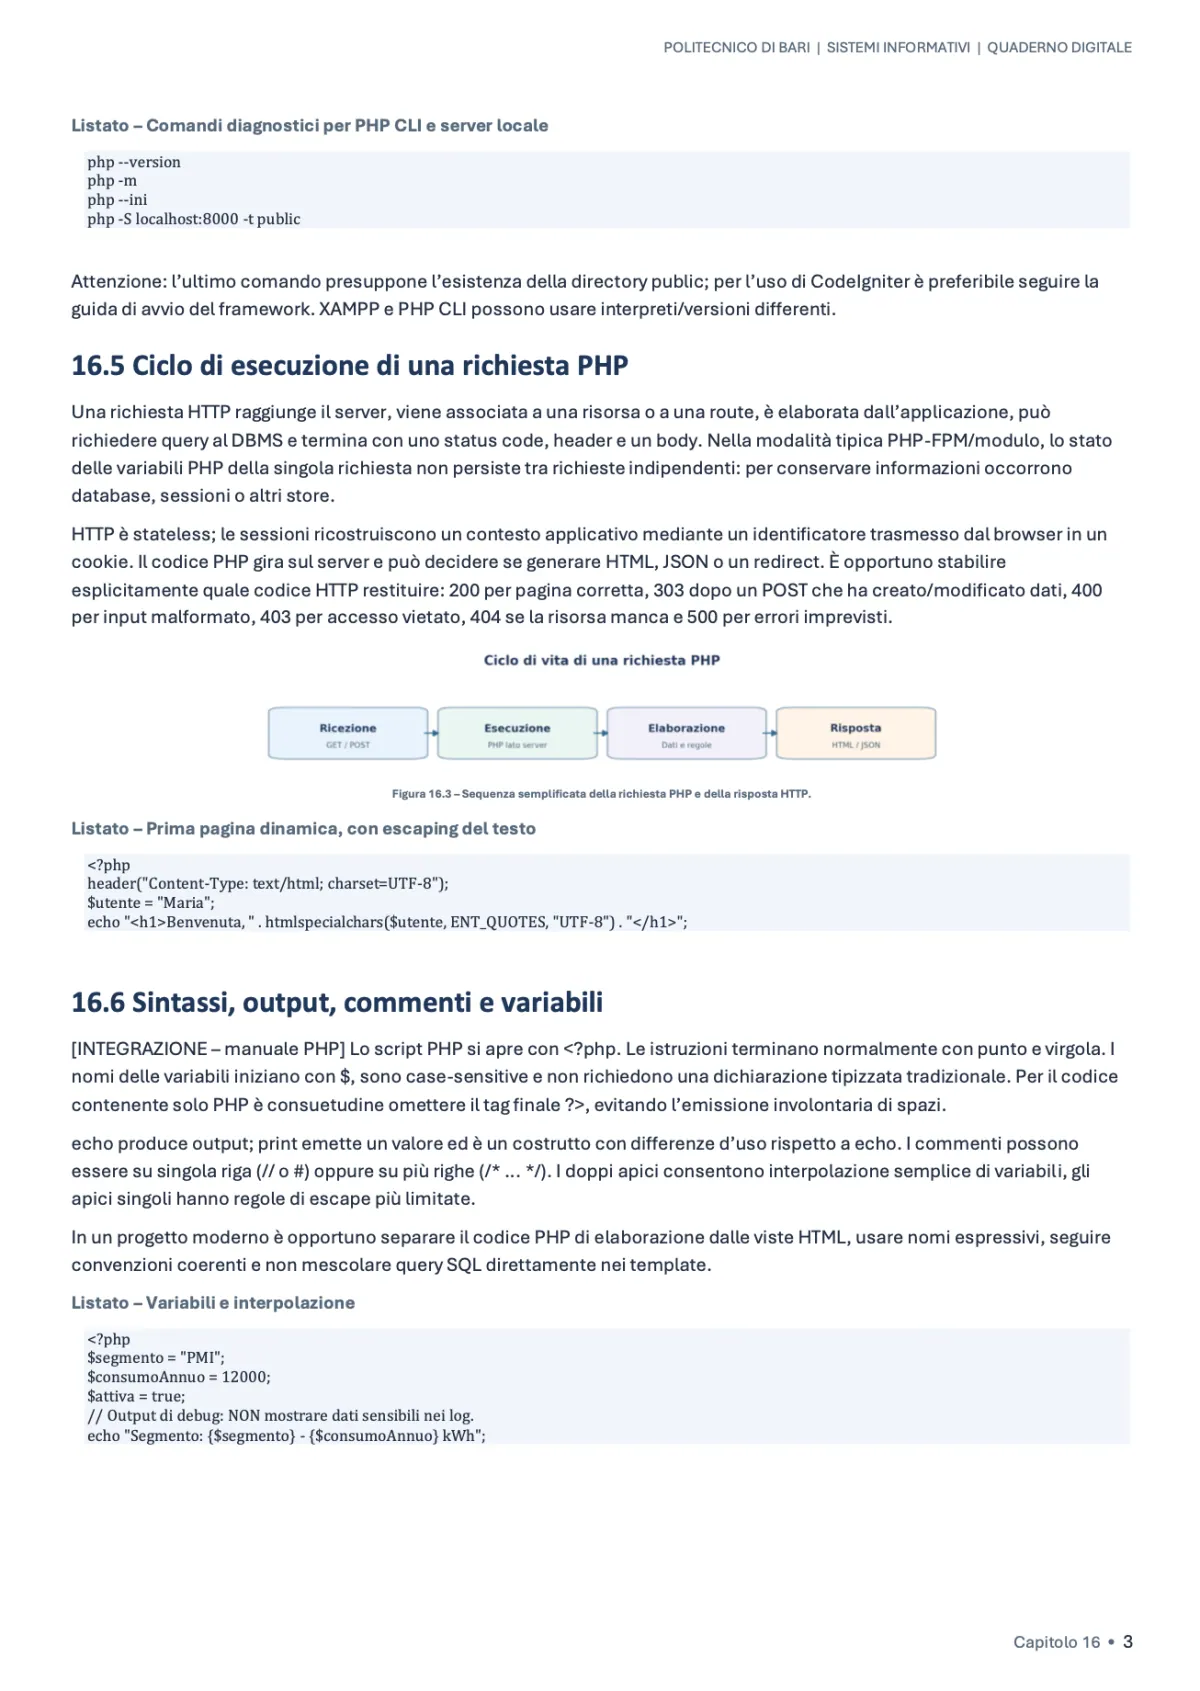 POLITECNICO DI BARI | SISTEMI INFORMATIVI | QUADERNO DIGITALE
Listato – Comandi diagnostici per PHP CLI e server locale
php --version
php -m
php --ini
php -S localhost:8000 -t public
Attenzione: l’ultimo comando presuppone l’esistenza della directory public; per l’uso di CodeIgniter è preferibile seguire la
guida di avvio del framework. XAMPP e PHP CLI possono usare interpreti/versioni differenti.
16.5 Ciclo di esecuzione di una richiesta PHP
Una richiesta HTTP raggiunge il server, viene associata a una risorsa o a una route, è elaborata dall’applicazione, può
richiedere query al DBMS e termina con uno status code, header e un body. Nella modalità tipica PHP-FPM/modulo, lo stato
delle variabili PHP della singola richiesta non persiste tra richieste indipendenti: per conservare informazioni occorrono
database, sessioni o altri store.
HTTP è stateless; le sessioni ricostruiscono un contesto applicativo mediante un identificatore trasmesso dal browser in un
cookie. Il codice PHP gira sul server e può decidere se generare HTML, JSON o un redirect. È opportuno stabilire
esplicitamente quale codice HTTP restituire: 200 per pagina corretta, 303 dopo un POST che ha creato/modificato dati, 400
per input malformato, 403 per accesso vietato, 404 se la risorsa manca e 500 per errori imprevisti.
Ciclo di vita di una richiesta PHP
Ricezione Esecuzione Elaborazione Risposta
GET / POST PHP lato server Dati e regole HTML / JSON
Figura 16.3 – Sequenza semplificata della richiesta PHP e della risposta HTTP.
Listato – Prima pagina dinamica, con escaping del testo
<?php
header("Content-Type: text/html; charset=UTF-8");
$utente = "Maria";
echo "<h1>Benvenuta, " . htmlspecialchars($utente, ENT_QUOTES, "UTF-8") . "</h1>";
16.6 Sintassi, output, commenti e variabili
[INTEGRAZIONE – manuale PHP] Lo script PHP si apre con <?php. Le istruzioni terminano normalmente con punto e virgola. I
nomi delle variabili iniziano con $, sono case-sensitive e non richiedono una dichiarazione tipizzata tradizionale. Per il codice
contenente solo PHP è consuetudine omettere il tag finale ?>, evitando l’emissione involontaria di spazi.
echo produce output; print emette un valore ed è un costrutto con differenze d’uso rispetto a echo. I commenti possono
essere su singola riga (// o #) oppure su più righe (/* ... */). I doppi apici consentono interpolazione semplice di variabili, gli
apici singoli hanno regole di escape più limitate.
In un progetto moderno è opportuno separare il codice PHP di elaborazione dalle viste HTML, usare nomi espressivi, seguire
convenzioni coerenti e non mescolare query SQL direttamente nei template.
Listato – Variabili e interpolazione
<?php
$segmento = "PMI";
$consumoAnnuo = 12000;
$attiva = true;
// Output di debug: NON mostrare dati sensibili nei log.
echo "Segmento: {$segmento} - {$consumoAnnuo} kWh";
Capitolo 16 • 3